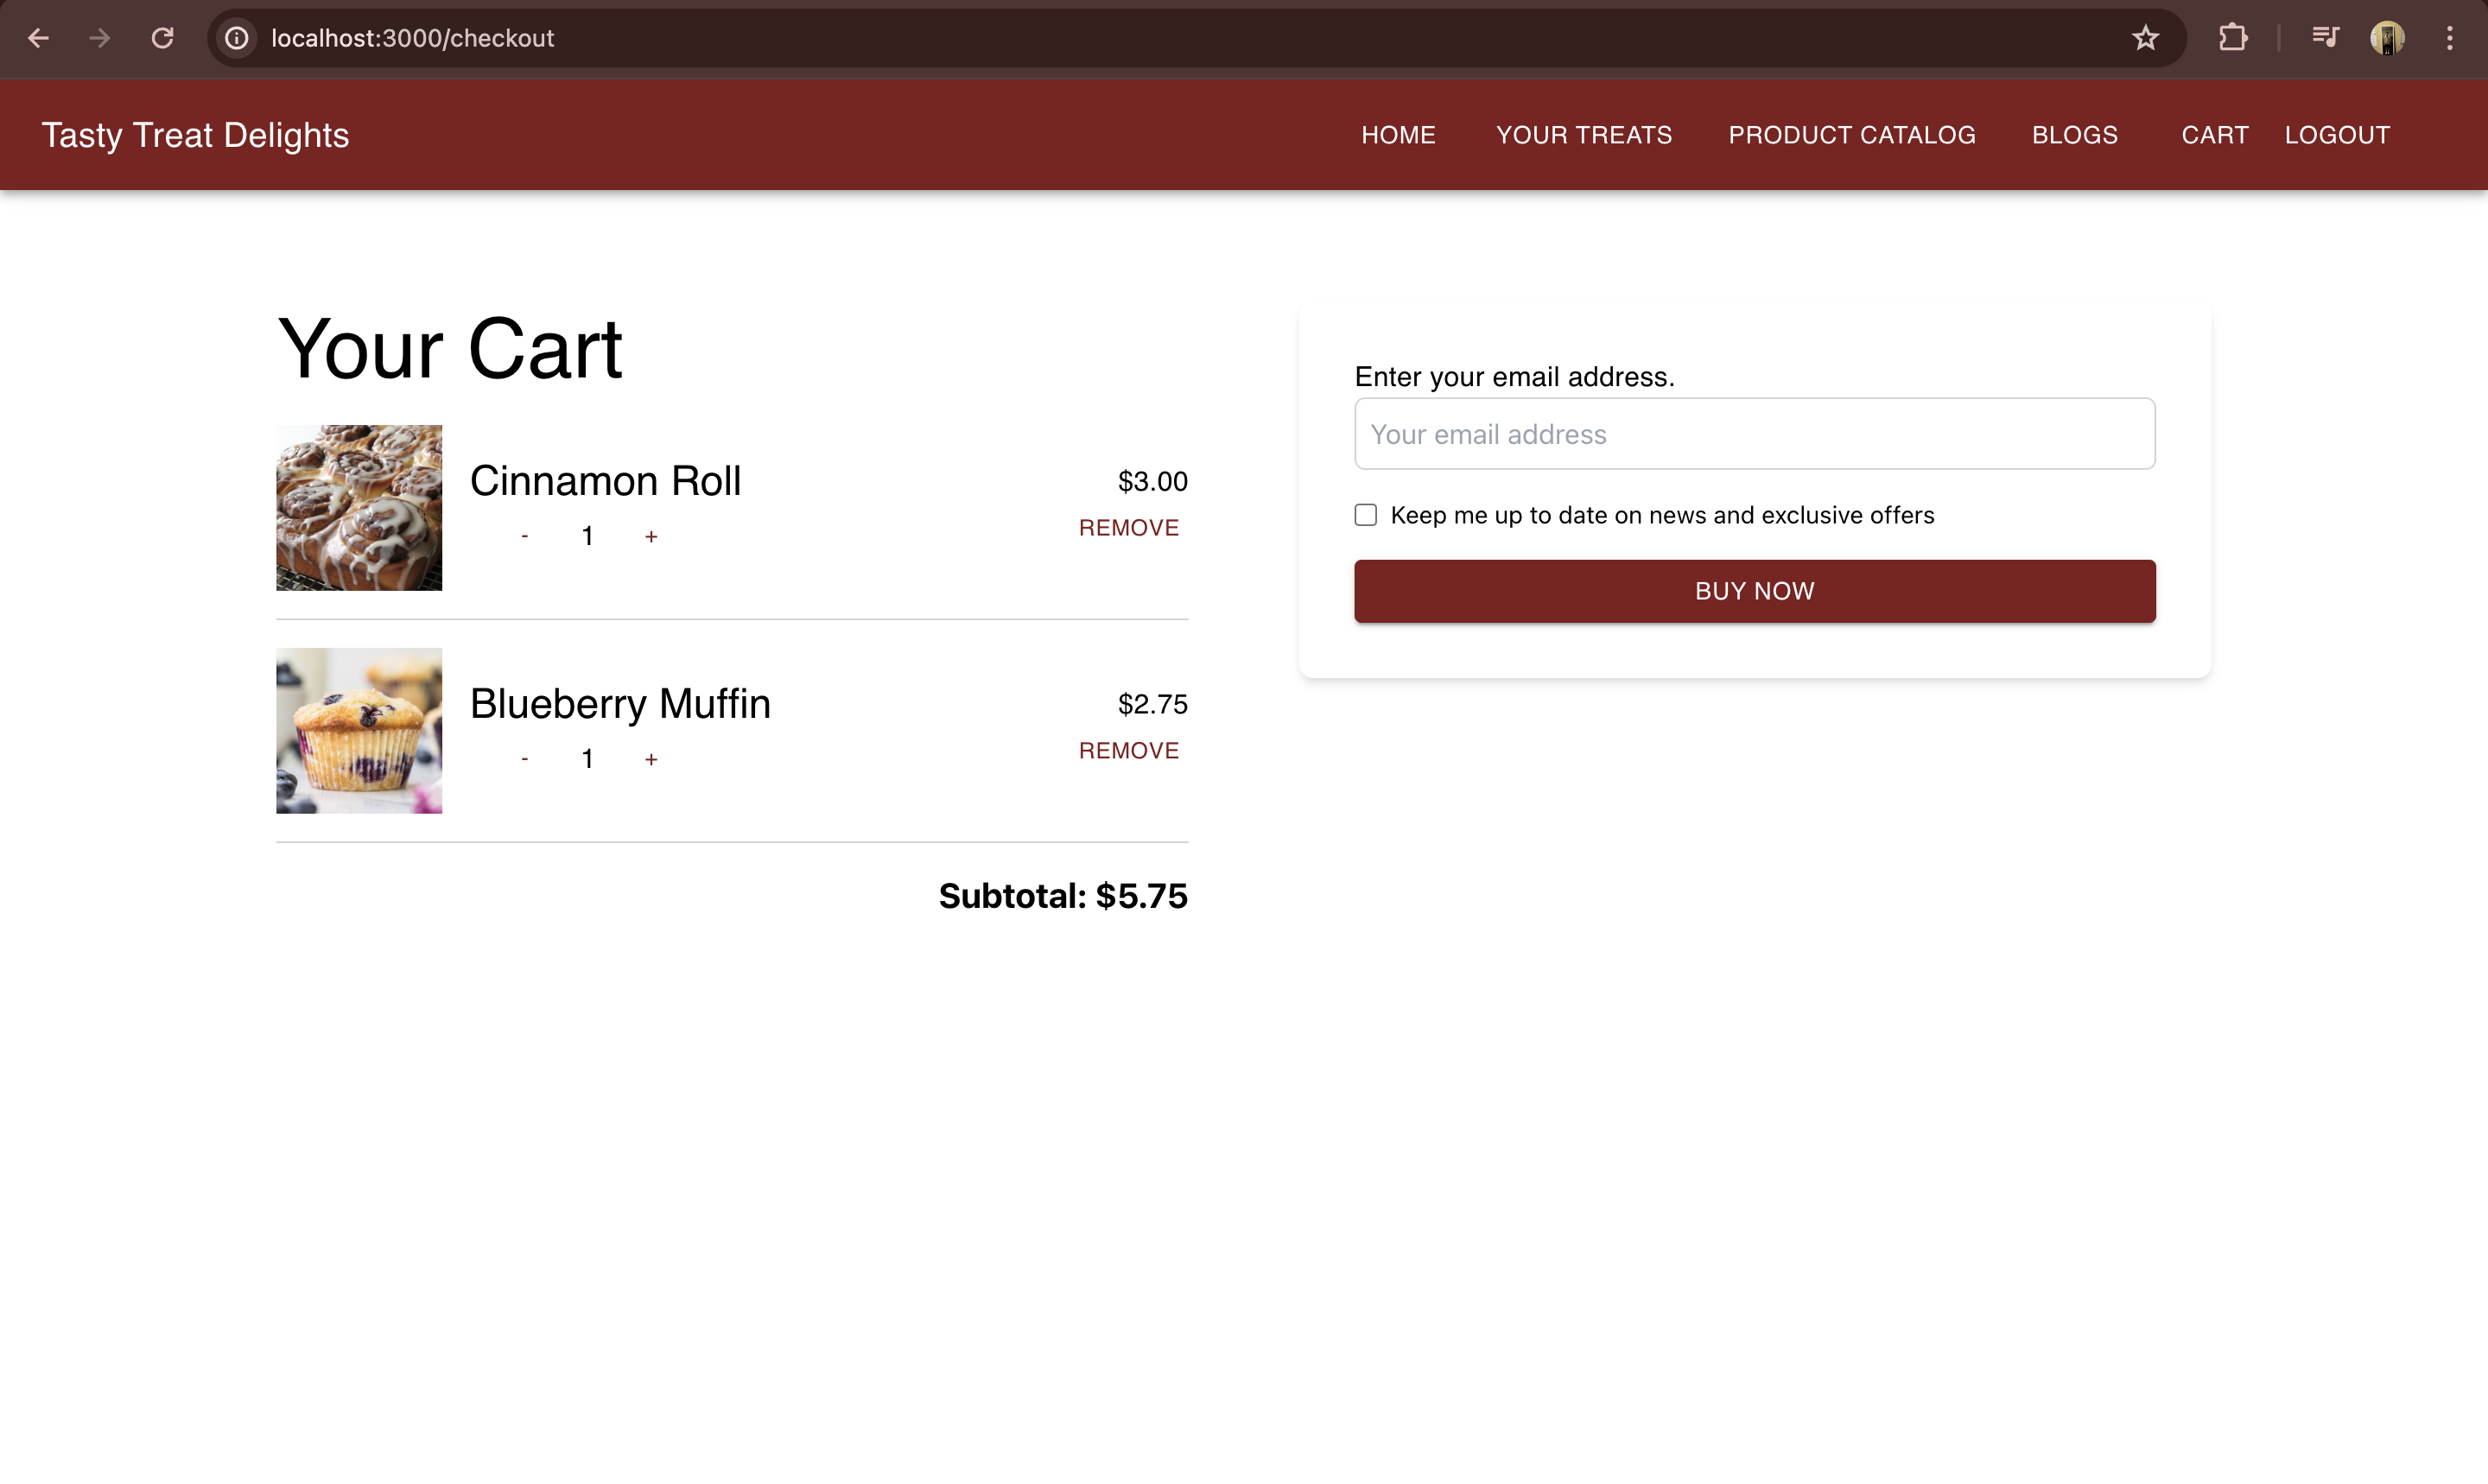 localhost:3000/checkout
Tasty Treat Delights
HOME YOUR TREATS PRODUCT CATALOG BLOGS CART LOGOUT
Your Cart
Cinnamon Roll
$3.00
- 1 +
REMOVE
Blueberry Muffin
$2.75
- 1 +
REMOVE
Subtotal: $5.75
Enter your email address.
Your email address
Keep me up to date on news and exclusive offers
BUY NOW